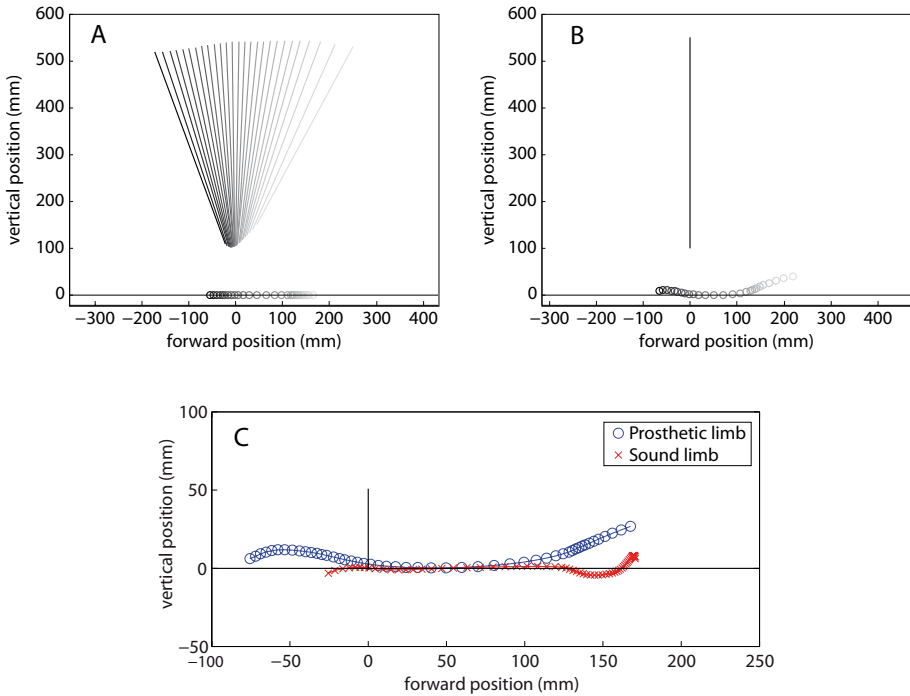 A
600
500
400
300
200
100
0
vertical position (mm)
−300 −200 −100 0 100 200 300 400
forward position (mm)
B
600
500
400
300
200
100
0
vertical position (mm)
−300 −200 −100 0 100 200 300 400
forward position (mm)
C
100
50
0
−50
vertical position (mm)
Prosthetic limb
Sound limb
−100 −50 0 50 100 150 200 250
forward position (mm)